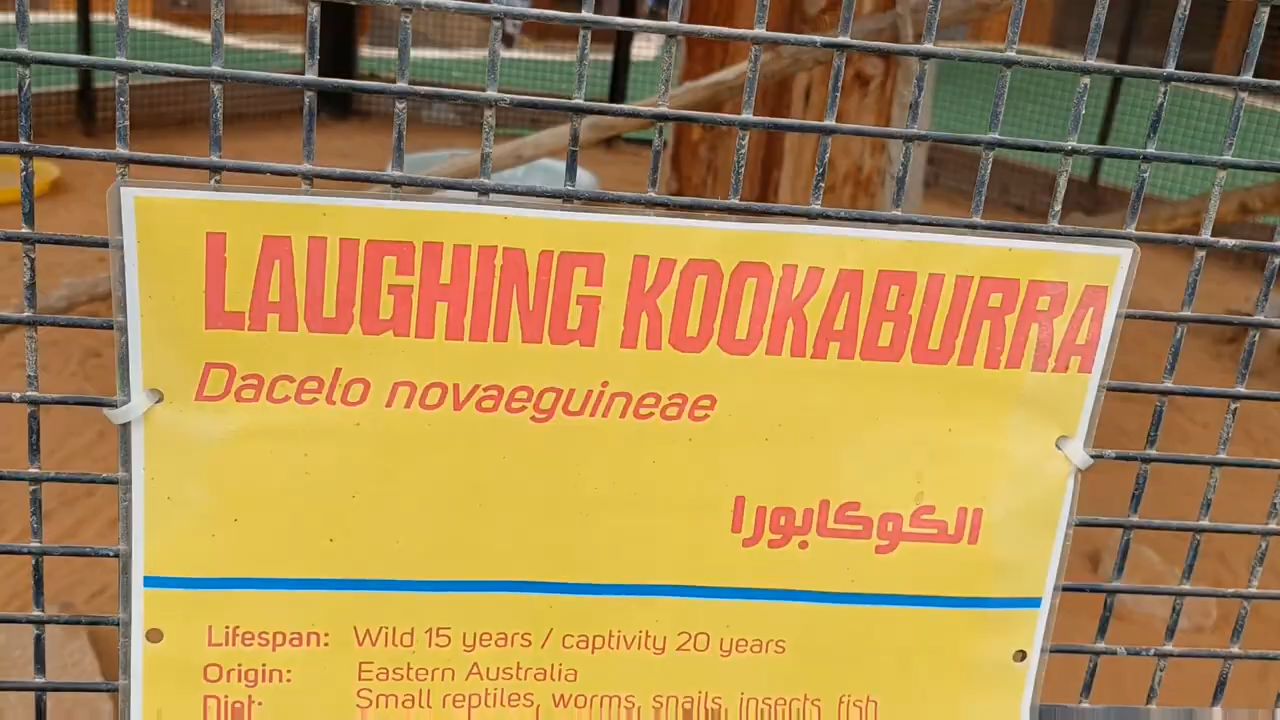 LAUGHING KOOKABURRA
Dacelo novaeguineae
الكوكابورا
Lifespan: Wild 15 years / captivity 20 years
Origin: Eastern Australia
Diet: Small reptiles, worms, snails, insects, fish